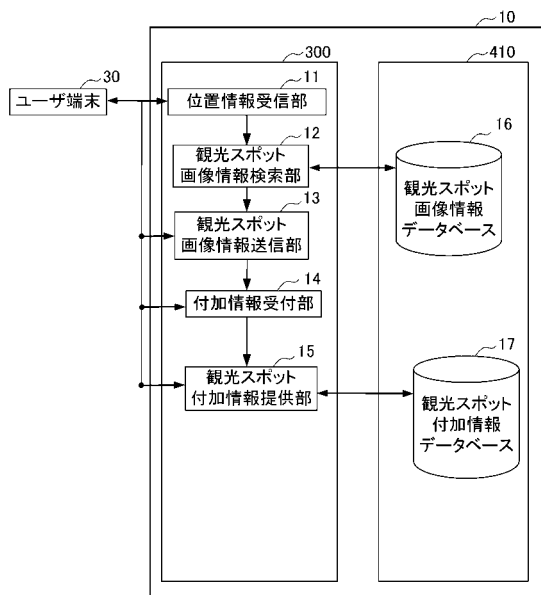 10
300
410
30
11
ユーザ端末
位置情報受信部
12
観光スポット
画像情報検索部
16
観光スポット
画像情報
データベース
13
観光スポット
画像情報送信部
14
付加情報受付部
15
観光スポット
付加情報提供部
17
観光スポット
付加情報
データベース